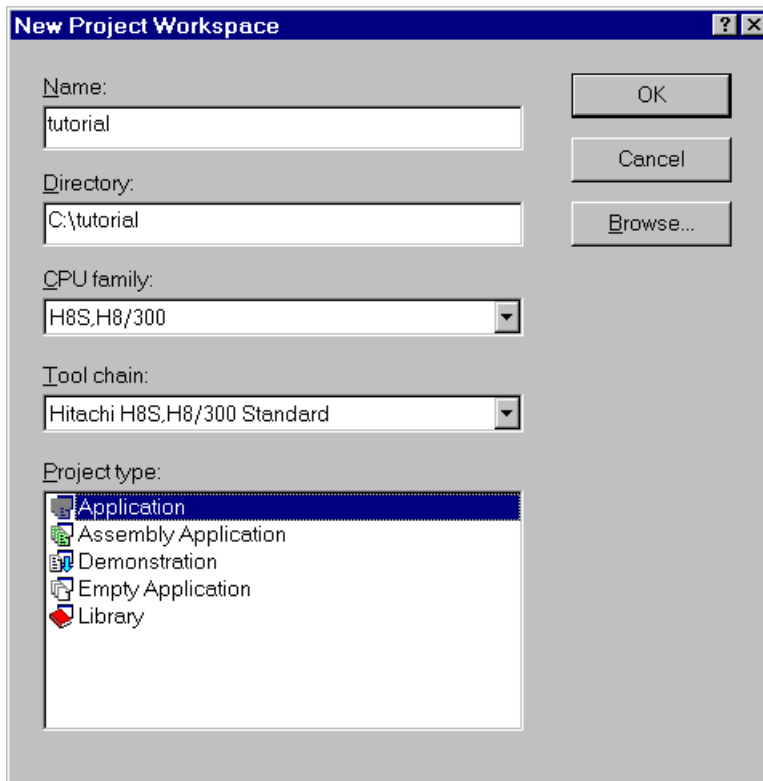 New Project Workspace
Name:
tutorial
Directory:
C:\tutorial
CPU family:
H8S,H8/300
Tool chain:
Hitachi H8S,H8/300 Standard
Project type:
Application
Assembly Application
Demonstration
Empty Application
Library
OK
Cancel
Browse...